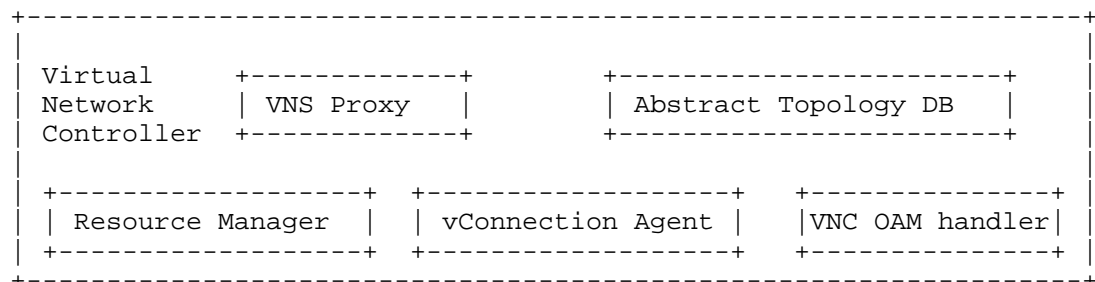 Virtual
Network VNS Proxy Abstract Topology DB
Controller
Resource Manager vConnection Agent VNC OAM handler